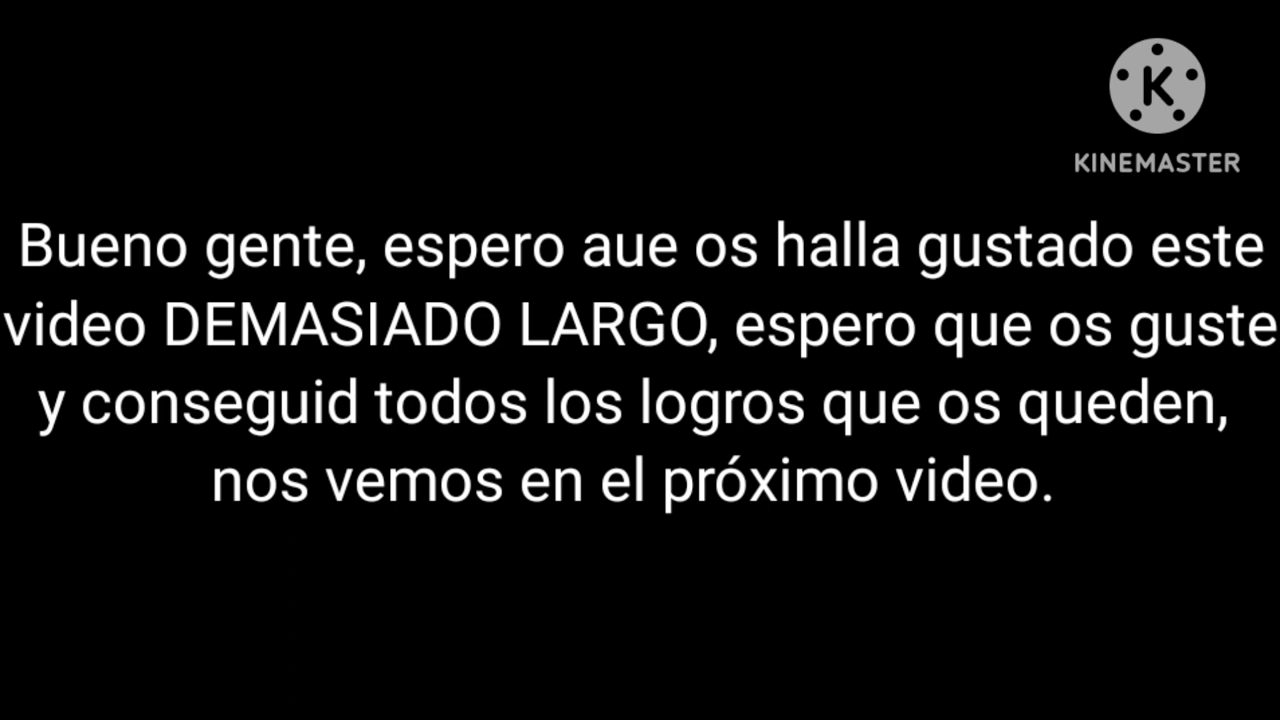 KINEMASTER
Bueno gente, espero aue os halla gustado este
video DEMASIADO LARGO, espero que os guste
y conseguid todos los logros que os queden,
nos vemos en el próximo video.